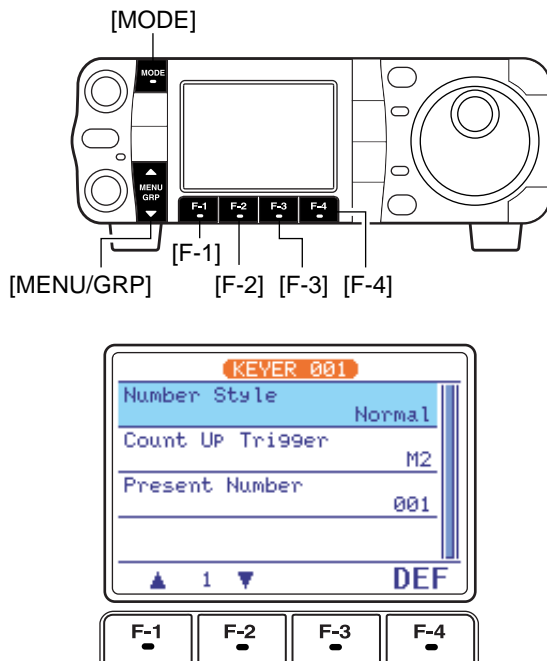 [MODE]
MODE
MENU
GRP
F-1 F-2 F-3 F-4
[F-1]
[MENU/GRP] [F-2] [F-3] [F-4]
KEYER 001
Number Style
Normal
Count Up Trigger
M2
Present Number
001
1 DEF
F-1 F-2 F-3 F-4